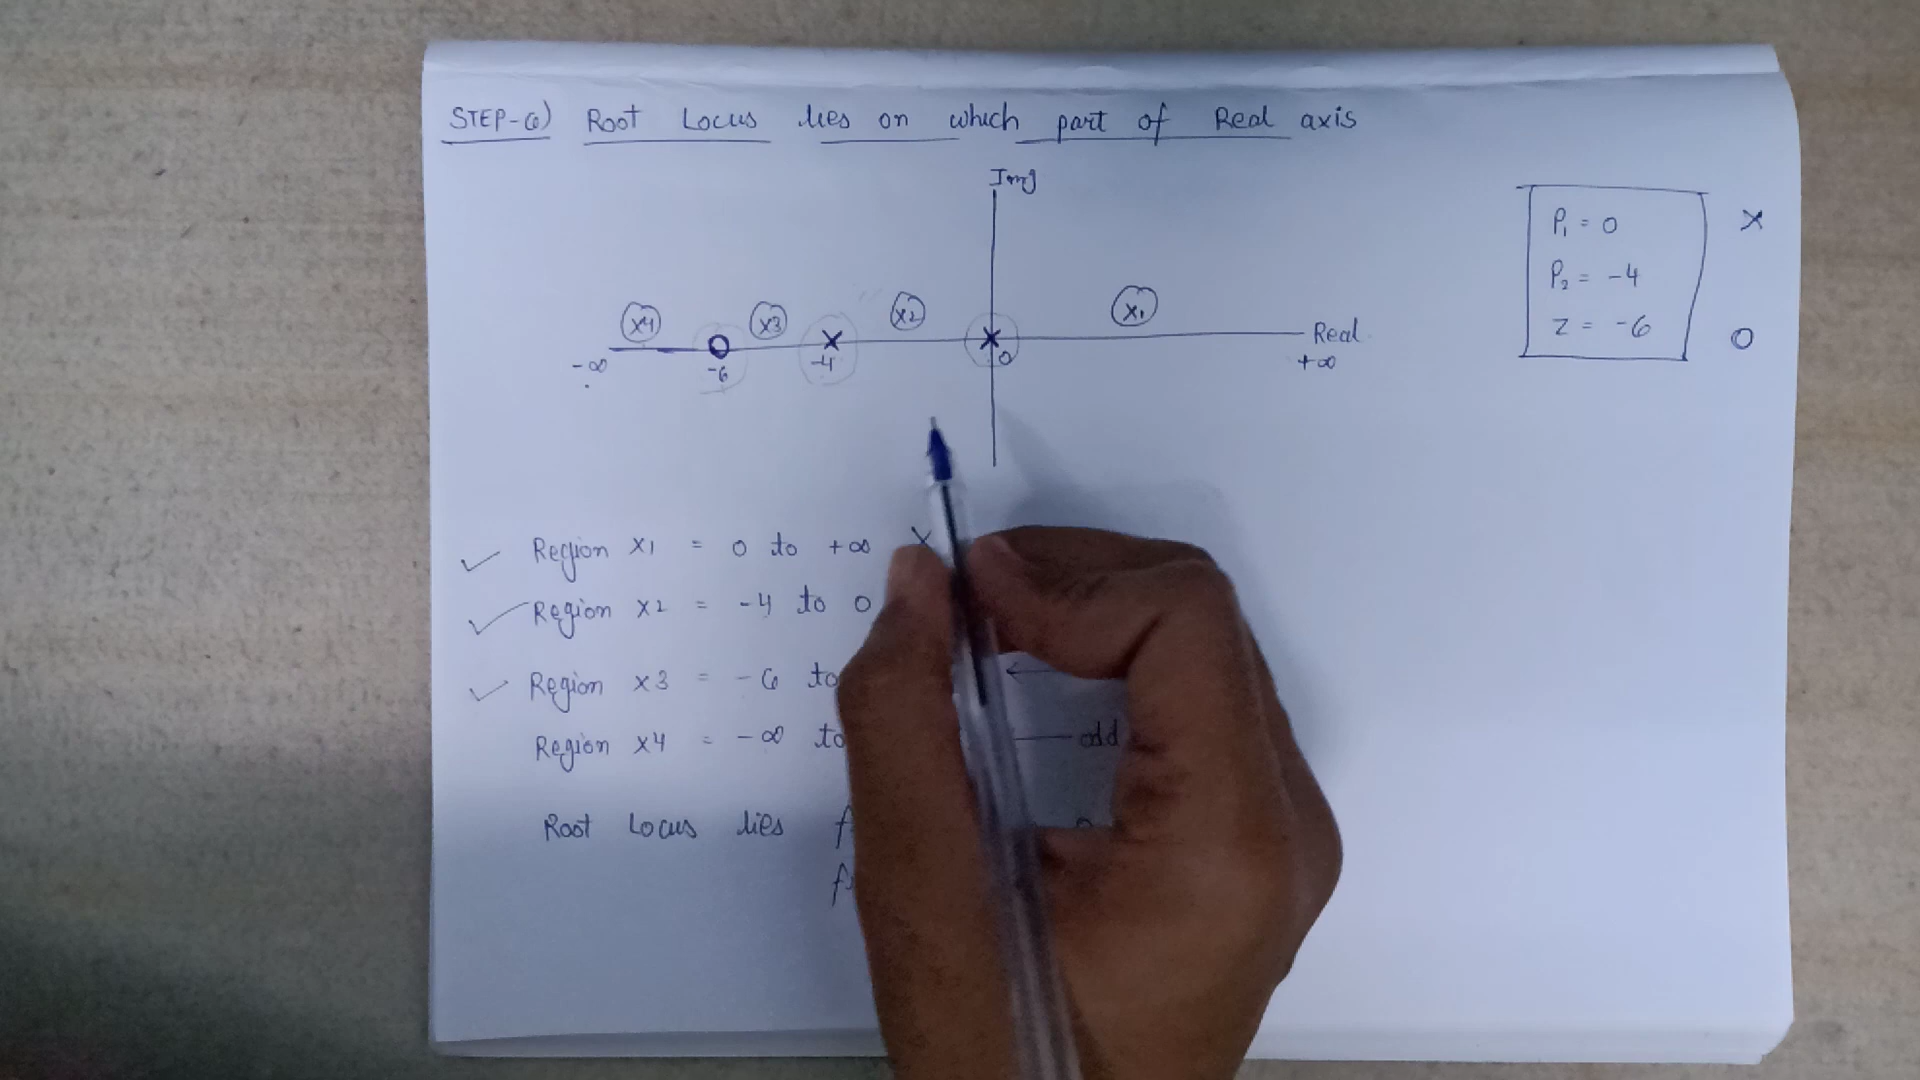 STEP-6) Root Locus lies on which part of Real axis
Img
P1 = 0 X
P2 = -4
Z = -6 O
X4 X3 X2 X1
Real
-∞ -6 -4 0 +∞
Region X1 = 0 to +∞ X
Region X2 = -4 to 0
Region X3 = -6 to
Region X4 = -∞ to odd
Root Locus lies